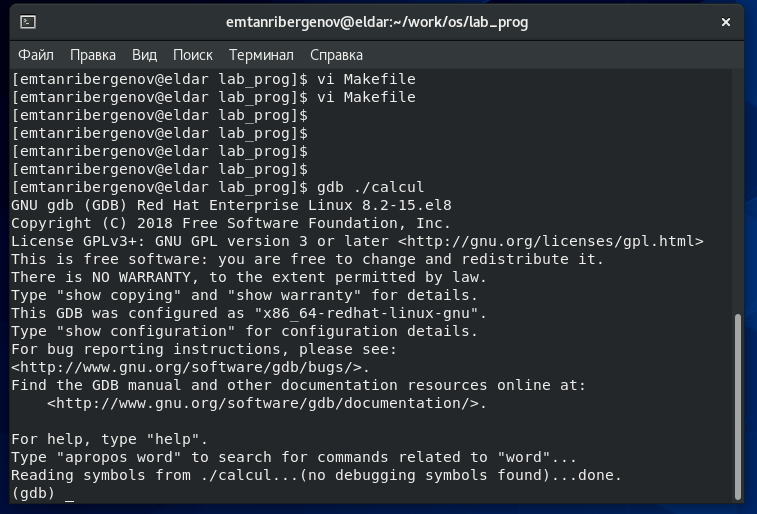 emtanribergenov@eldar:~/work/os/lab_prog
Файл Правка Вид Поиск Терминал Справка
[emtanribergenov@eldar lab_prog]$ vi Makefile
[emtanribergenov@eldar lab_prog]$ vi Makefile
[emtanribergenov@eldar lab_prog]$
[emtanribergenov@eldar lab_prog]$
[emtanribergenov@eldar lab_prog]$
[emtanribergenov@eldar lab_prog]$
[emtanribergenov@eldar lab_prog]$ gdb ./calcul
GNU gdb (GDB) Red Hat Enterprise Linux 8.2-15.el8
Copyright (C) 2018 Free Software Foundation, Inc.
License GPLv3+: GNU GPL version 3 or later <http://gnu.org/licenses/gpl.html>
This is free software: you are free to change and redistribute it.
There is NO WARRANTY, to the extent permitted by law.
Type "show copying" and "show warranty" for details.
This GDB was configured as "x86_64-redhat-linux-gnu".
Type "show configuration" for configuration details.
For bug reporting instructions, please see:
<http://www.gnu.org/software/gdb/bugs/>.
Find the GDB manual and other documentation resources online at:
    <http://www.gnu.org/software/gdb/documentation/>.
For help, type "help".
Type "apropos word" to search for commands related to "word"...
Reading symbols from ./calcul...(no debugging symbols found)...done.
(gdb) _